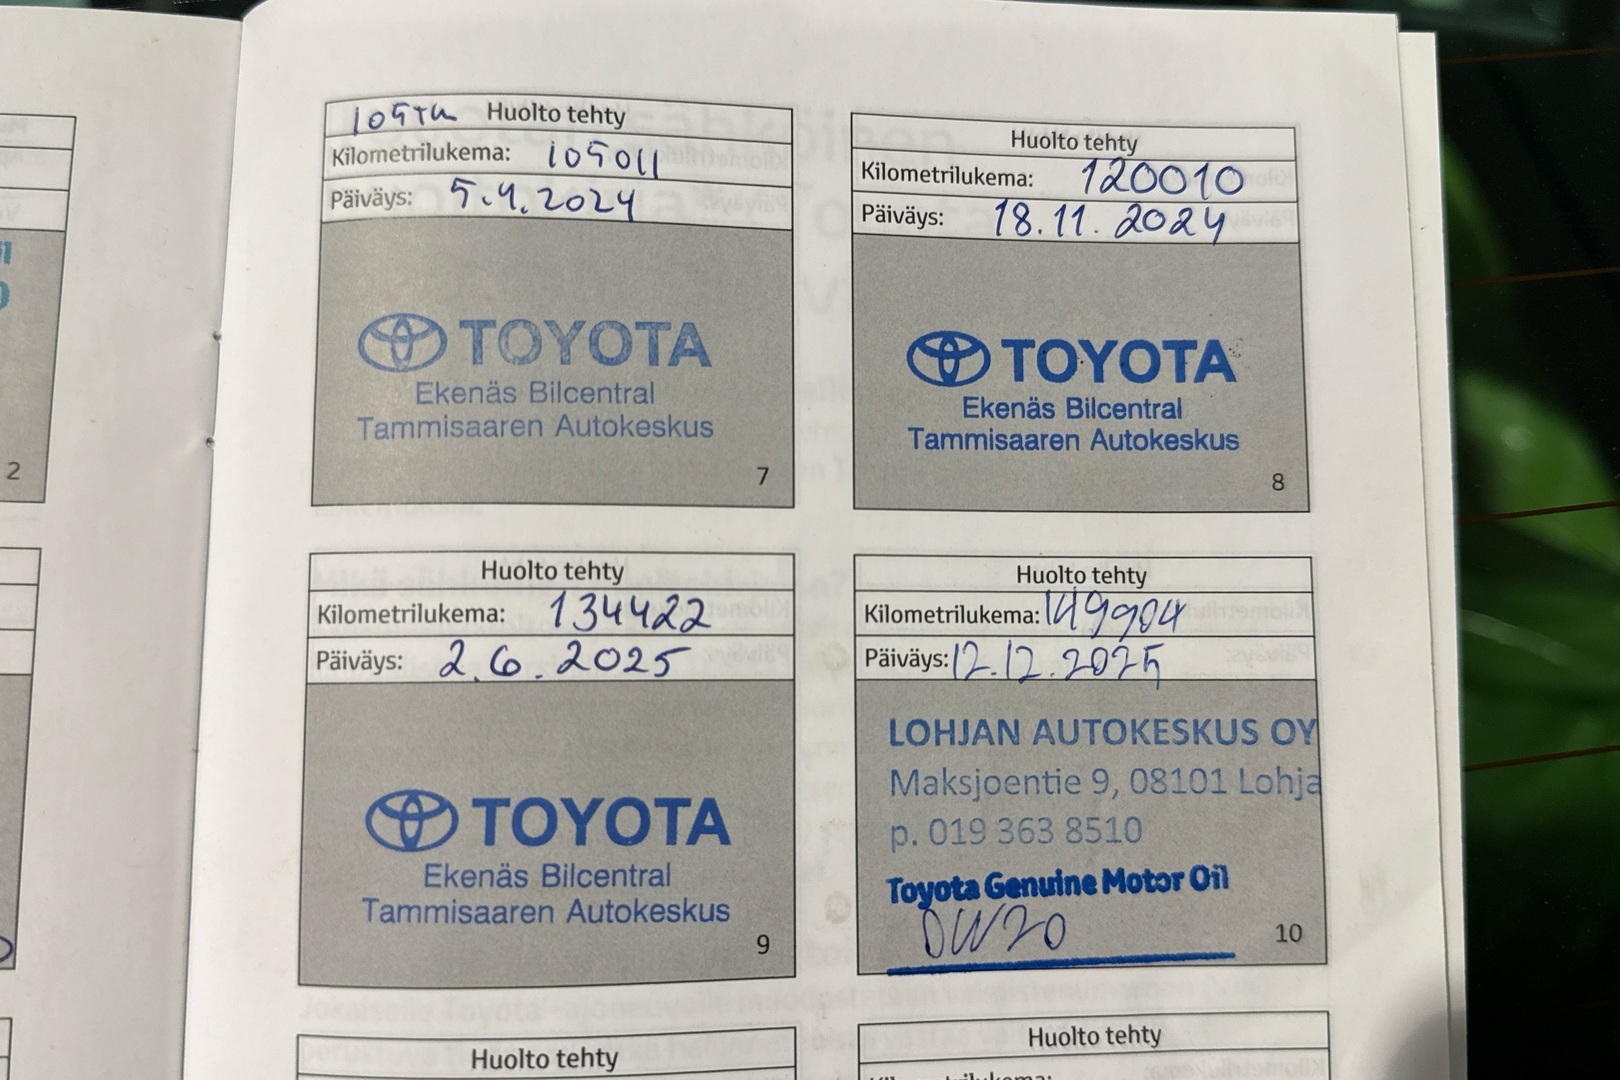 105TKM Huolto tehty
Kilometrilukema: 105011
Päiväys: 5.4.2024
TOYOTA
Ekenäs Bilcentral
Tammisaaren Autokeskus
7
Huolto tehty
Kilometrilukema: 120010
Päiväys: 18.11.2024
TOYOTA
Ekenäs Bilcentral
Tammisaaren Autokeskus
8
2
Huolto tehty
Kilometrilukema: 134422
Päiväys: 2.6.2025
TOYOTA
Ekenäs Bilcentral
Tammisaaren Autokeskus
9
Huolto tehty
Kilometrilukema: 149904
Päiväys: 12.12.2025
LOHJAN AUTOKESKUS OY
Maksjoentie 9, 08101 Lohja
p. 019 363 8510
Toyota Genuine Motor Oil
0W20
10
Huolto tehty
Huolto tehty